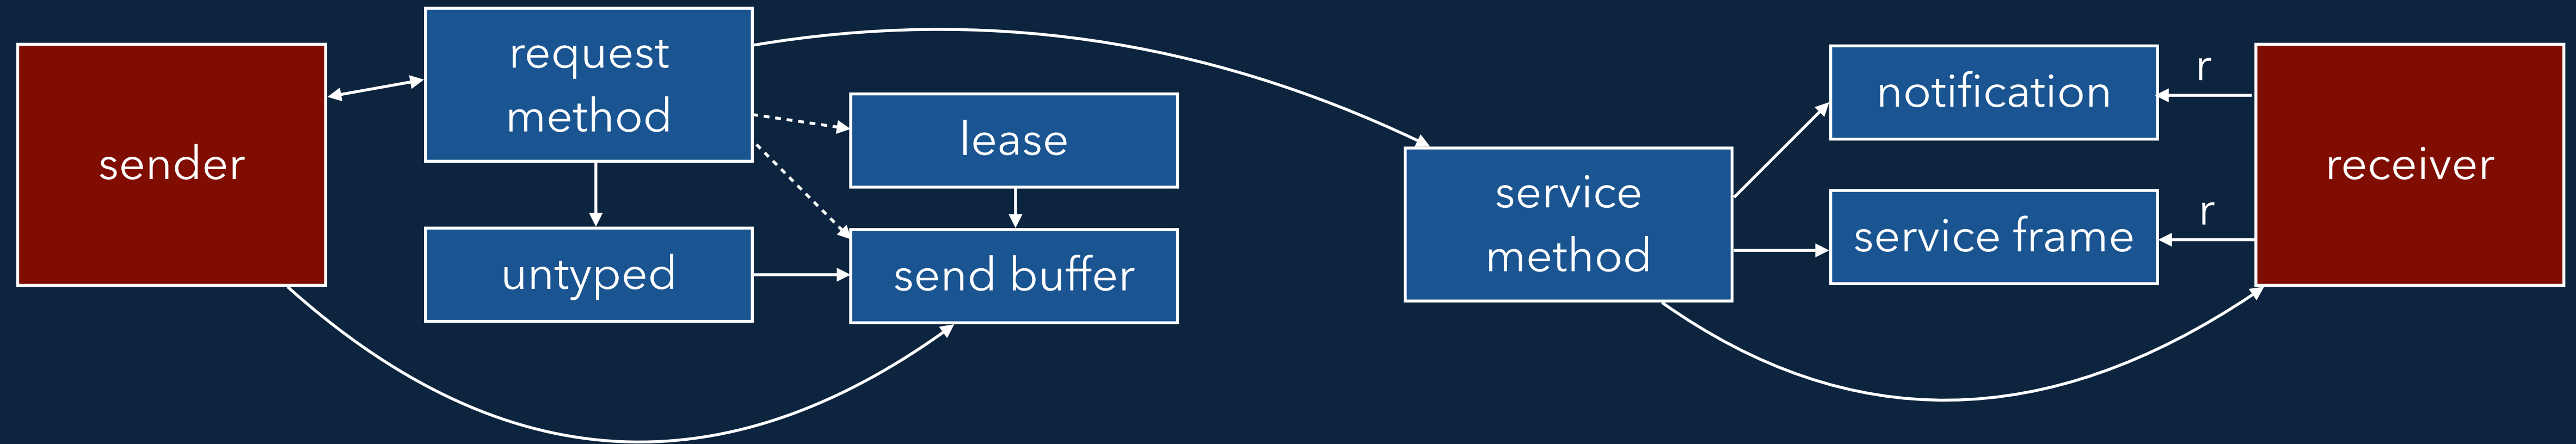 sender
request
method
untyped
lease
send buffer
service
method
notification
service frame
r
r
receiver